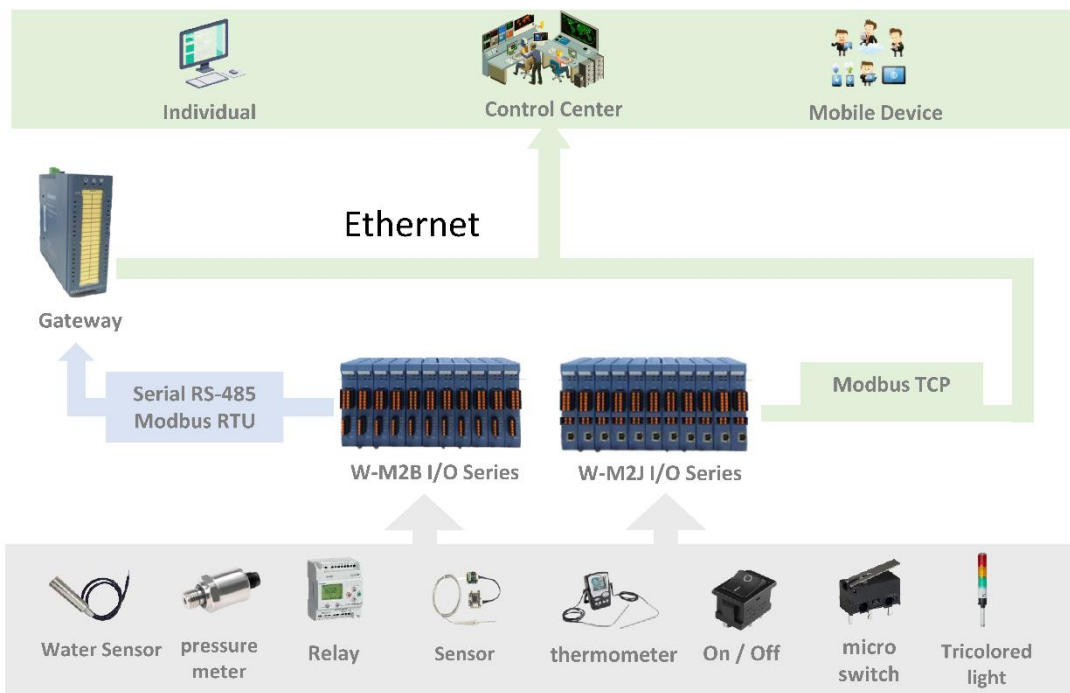 Individual
Control Center
Mobile Device
Ethernet
Gateway
Serial RS-485
Modbus RTU
Modbus TCP
W-M2B I/O Series
W-M2J I/O Series
Water Sensor
pressure
meter
Relay
Sensor
thermometer
On / Off
micro
switch
Tricolored
light